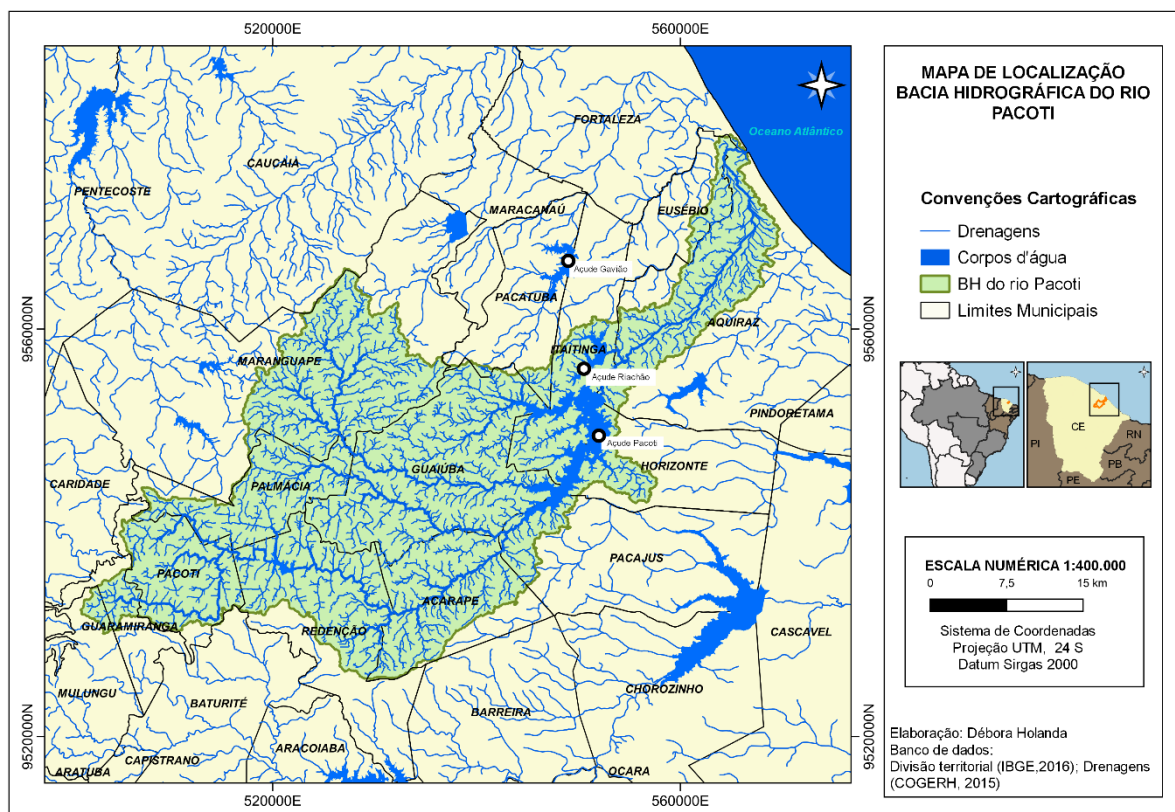 520000E
560000E
9560000N
9560000N
9520000N
9520000N
520000E
560000E
Oceano Atlântico
FORTALEZA
CAUCAIA
PENTECOSTE
MARACANAÚ
EUSÉBIO
Açude Gavião
PACATUBA
AQUIRAZ
ITAITINGA
MARANGUAPE
Açude Riachão
PINDORETAMA
Açude Pacoti
HORIZONTE
GUAIÚBA
CARIDADE
PALMÁCIA
PACAJUS
PACOTI
ACARAPE
GUARAMIRANGA
REDENÇÃO
CASCAVEL
MULUNGU
BATURITÉ
CHOROZINHO
BARREIRA
ARACOIABA
CAPISTRANO
ARATUBA
OCARA
MAPA DE LOCALIZAÇÃO
BACIA HIDROGRÁFICA DO RIO
PACOTI
Convenções Cartográficas
Drenagens
Corpos d'água
BH do rio Pacoti
Limites Municipais
CE
PI
RN
PB
PE
ESCALA NUMÉRICA 1:400.000
0 7,5 15 km
Sistema de Coordenadas
Projeção UTM, 24 S
Datum Sirgas 2000
Elaboração: Débora Holanda
Banco de dados:
Divisão territorial (IBGE,2016); Drenagens
(COGERH, 2015)